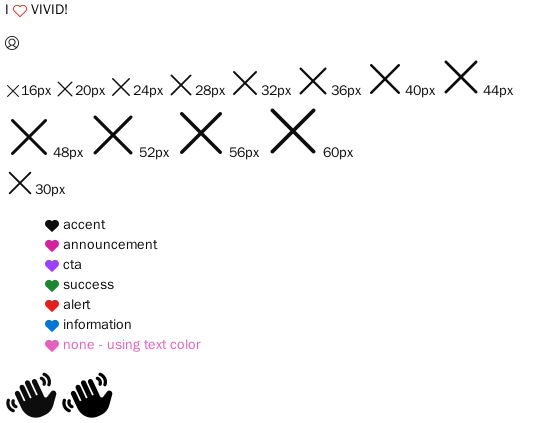 I VIVID!
16px 20px 24px 28px 32px 36px 40px 44px
48px 52px 56px 60px
30px
accent
announcement
cta
success
alert
information
none - using text color